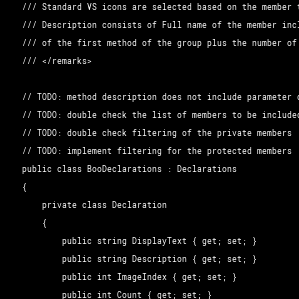 /// Standard VS icons are selected based on the member
/// Description consists of Full name of the member
/// of the first method of the group plus the number of
/// </remarks>
// TODO: method description does not include parameter
// TODO: double check the list of members to be included
// TODO: double check filtering of the private members
// TODO: implement filtering for the protected members
public class BooDeclarations : Declarations
{
private class Declaration
{
public string DisplayText { get; set; }
public string Description { get; set; }
public int ImageIndex { get; set; }
public int Count { get; set; }